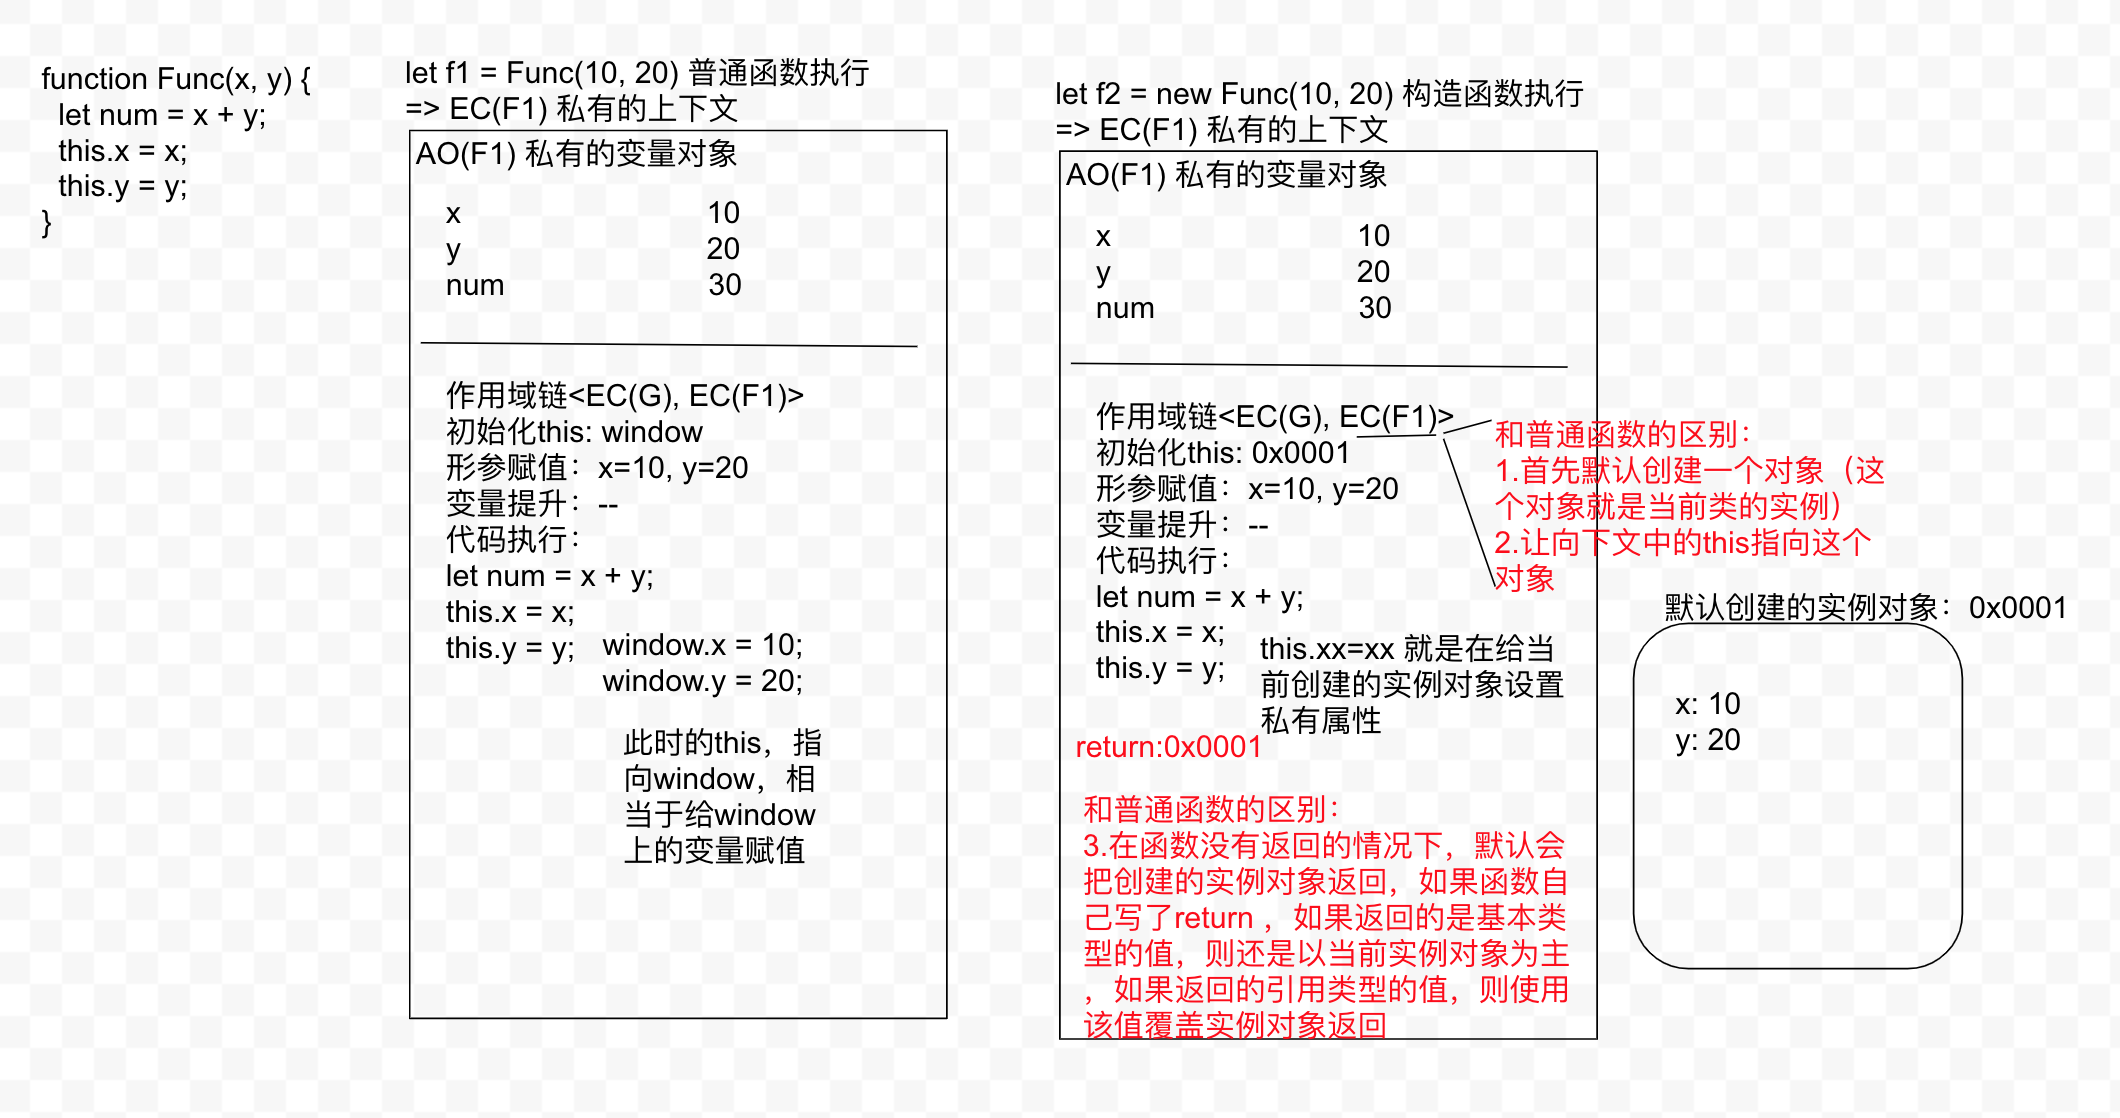 function Func(x, y) {
let num = x + y;
this.x = x;
this.y = y;
}
let f1 = Func(10, 20) 普通函数执行
=> EC(F1) 私有的上下文
AO(F1) 私有的变量对象
x 10
y 20
num 30
作用域链<EC(G), EC(F1)>
初始化this: window
形参赋值：x=10, y=20
变量提升：--
代码执行：
let num = x + y;
this.x = x;
this.y = y;
window.x = 10;
window.y = 20;
此时的this，指
向window，相
当于给window
上的变量赋值
let f2 = new Func(10, 20) 构造函数执行
=> EC(F1) 私有的上下文
AO(F1) 私有的变量对象
x 10
y 20
num 30
作用域链<EC(G), EC(F1)>
初始化this: 0x0001
形参赋值：x=10, y=20
变量提升：--
代码执行：
let num = x + y;
this.x = x;
this.y = y;
this.xx=xx 就是在给当
前创建的实例对象设置
私有属性
return:0x0001
和普通函数的区别：
3.在函数没有返回的情况下，默认会
把创建的实例对象返回，如果函数自
己写了return ，如果返回的是基本类
型的值，则还是以当前实例对象为主
，如果返回的引用类型的值，则使用
该值覆盖实例对象返回
和普通函数的区别：
1.首先默认创建一个对象（这
个对象就是当前类的实例）
2.让向下文中的this指向这个
对象
默认创建的实例对象：0x0001
x: 10
y: 20